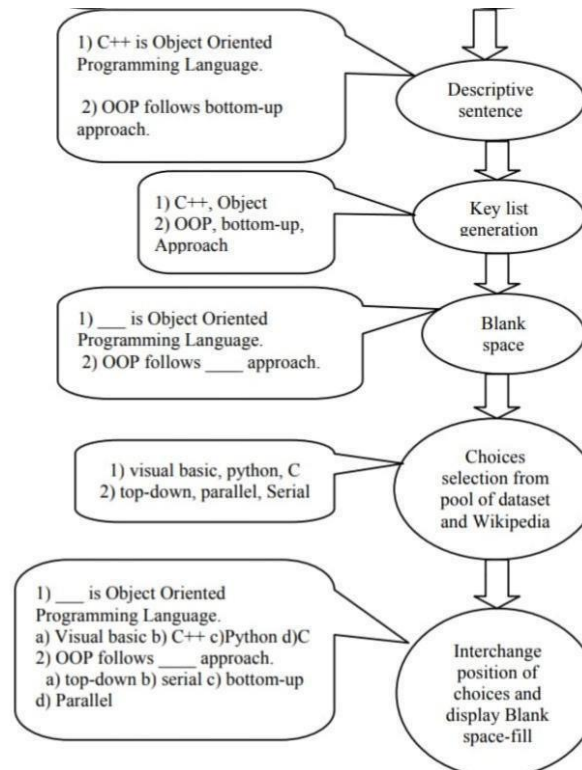 1) C++ is Object Oriented
Programming Language.
2) OOP follows bottom-up
approach.
Descriptive
sentence
1) C++, Object
2) OOP, bottom-up,
Approach
Key list
generation
1) ___ is Object Oriented
Programming Language.
2) OOP follows ____ approach.
Blank
space
1) visual basic, python, C
2) top-down, parallel, Serial
Choices
selection from
pool of dataset
and Wikipedia
1) ___ is Object Oriented
Programming Language.
a) Visual basic b) C++ c)Python d)C
2) OOP follows ____ approach.
a) top-down b) serial c) bottom-up
d) Parallel
Interchange
position of
choices and
display Blank
space-fill